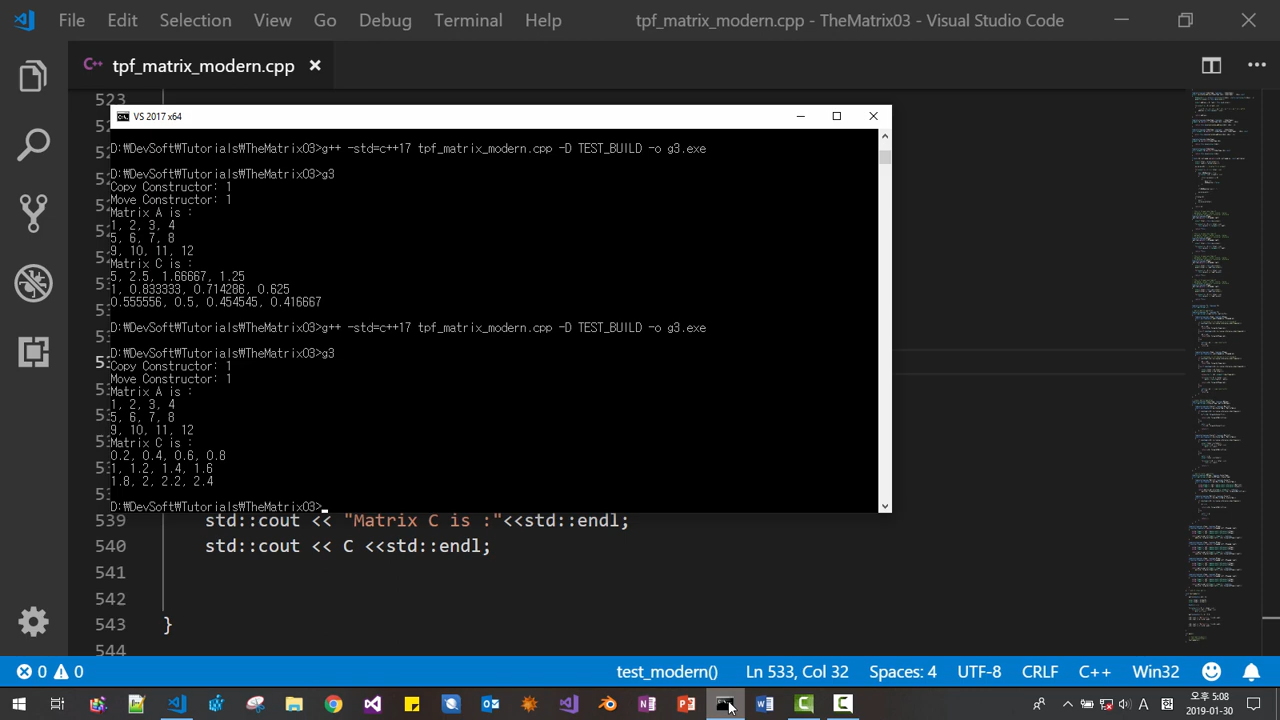 File Edit Selection View Go Debug Terminal Help tpf_matrix_modern.cpp - TheMatrix03 - Visual Studio Code
C++ tpf_matrix_modern.cpp
523
VS 2017 x64
D:₩DevSoft₩Tutorials₩TheMatrix03>g++ -std=c++17 tpf_matrix_modern.cpp -D TEST_BUILD -o g3.exe
D:₩DevSoft₩Tutorials₩TheMatrix03>g3
Copy Constructor: 1
Move Constructor: 1
Matrix A is :
1, 2, 3, 4
5, 6, 7, 8
9, 10, 11, 12
Matrix C is :
5, 2.5, 1.66667, 1.25
1, 0.833333, 0.714286, 0.625
0.555556, 0.5, 0.454545, 0.416667
D:₩DevSoft₩Tutorials₩TheMatrix03>g++ -std=c++17 tpf_matrix_modern.cpp -D TEST_BUILD -o g3.exe
D:₩DevSoft₩Tutorials₩TheMatrix03>g3
Copy Constructor: 1
Move Constructor: 1
Matrix A is :
1, 2, 3, 4
5, 6, 7, 8
9, 10, 11, 12
Matrix C is :
0.2, 0.4, 0.6, 0.8
1, 1.2, 1.4, 1.6
1.8, 2, 2.2, 2.4
D:₩DevSoft₩Tutorials₩TheMatrix03>
539 std::cout << "Matrix C is :" <<std::endl;
540 std::cout << C <<std::endl;
541
542
543 }
544
0 0 test_modern() Ln 533, Col 32 Spaces: 4 UTF-8 CRLF C++ Win32
A 오후 5:08
2019-01-30